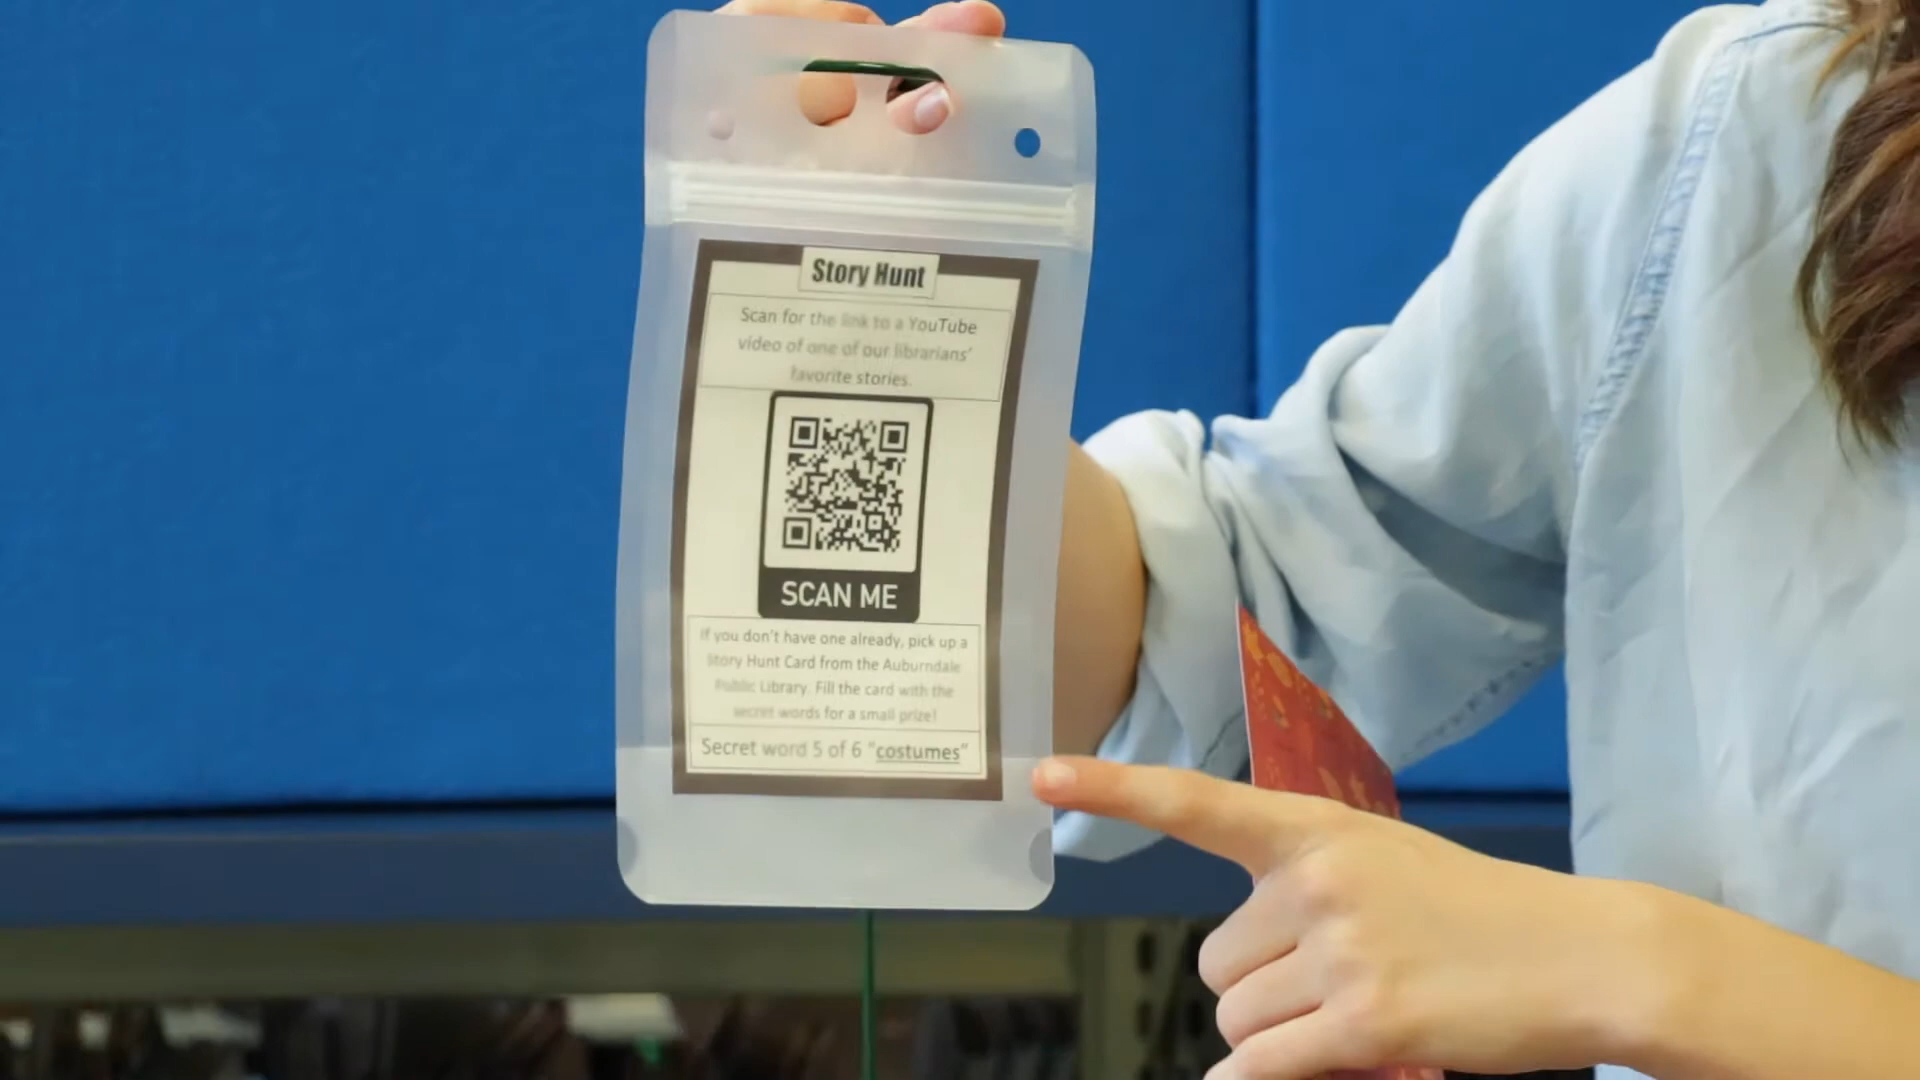 Story Hunt
Scan for the link to a YouTube
video of one of our librarians'
favorite stories.
SCAN ME
If you don't have one already, pick up a
Story Hunt Card from the Auburndale
Public Library. Fill the card with the
secret words for a small prize!
Secret word 5 of 6 "costumes"